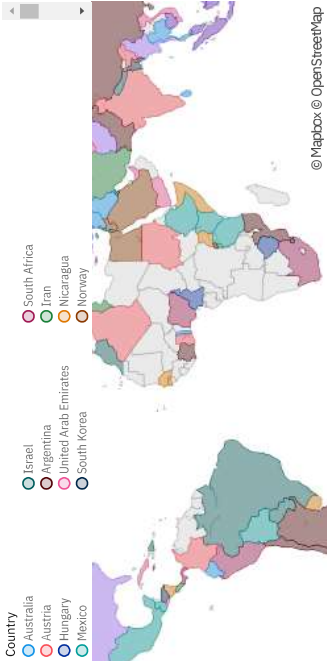 Country
Australia
Austria
Hungary
Mexico
Israel
Argentina
United Arab Emirates
South Korea
South Africa
Iran
Nicaragua
Norway
© Mapbox © OpenStreetMap